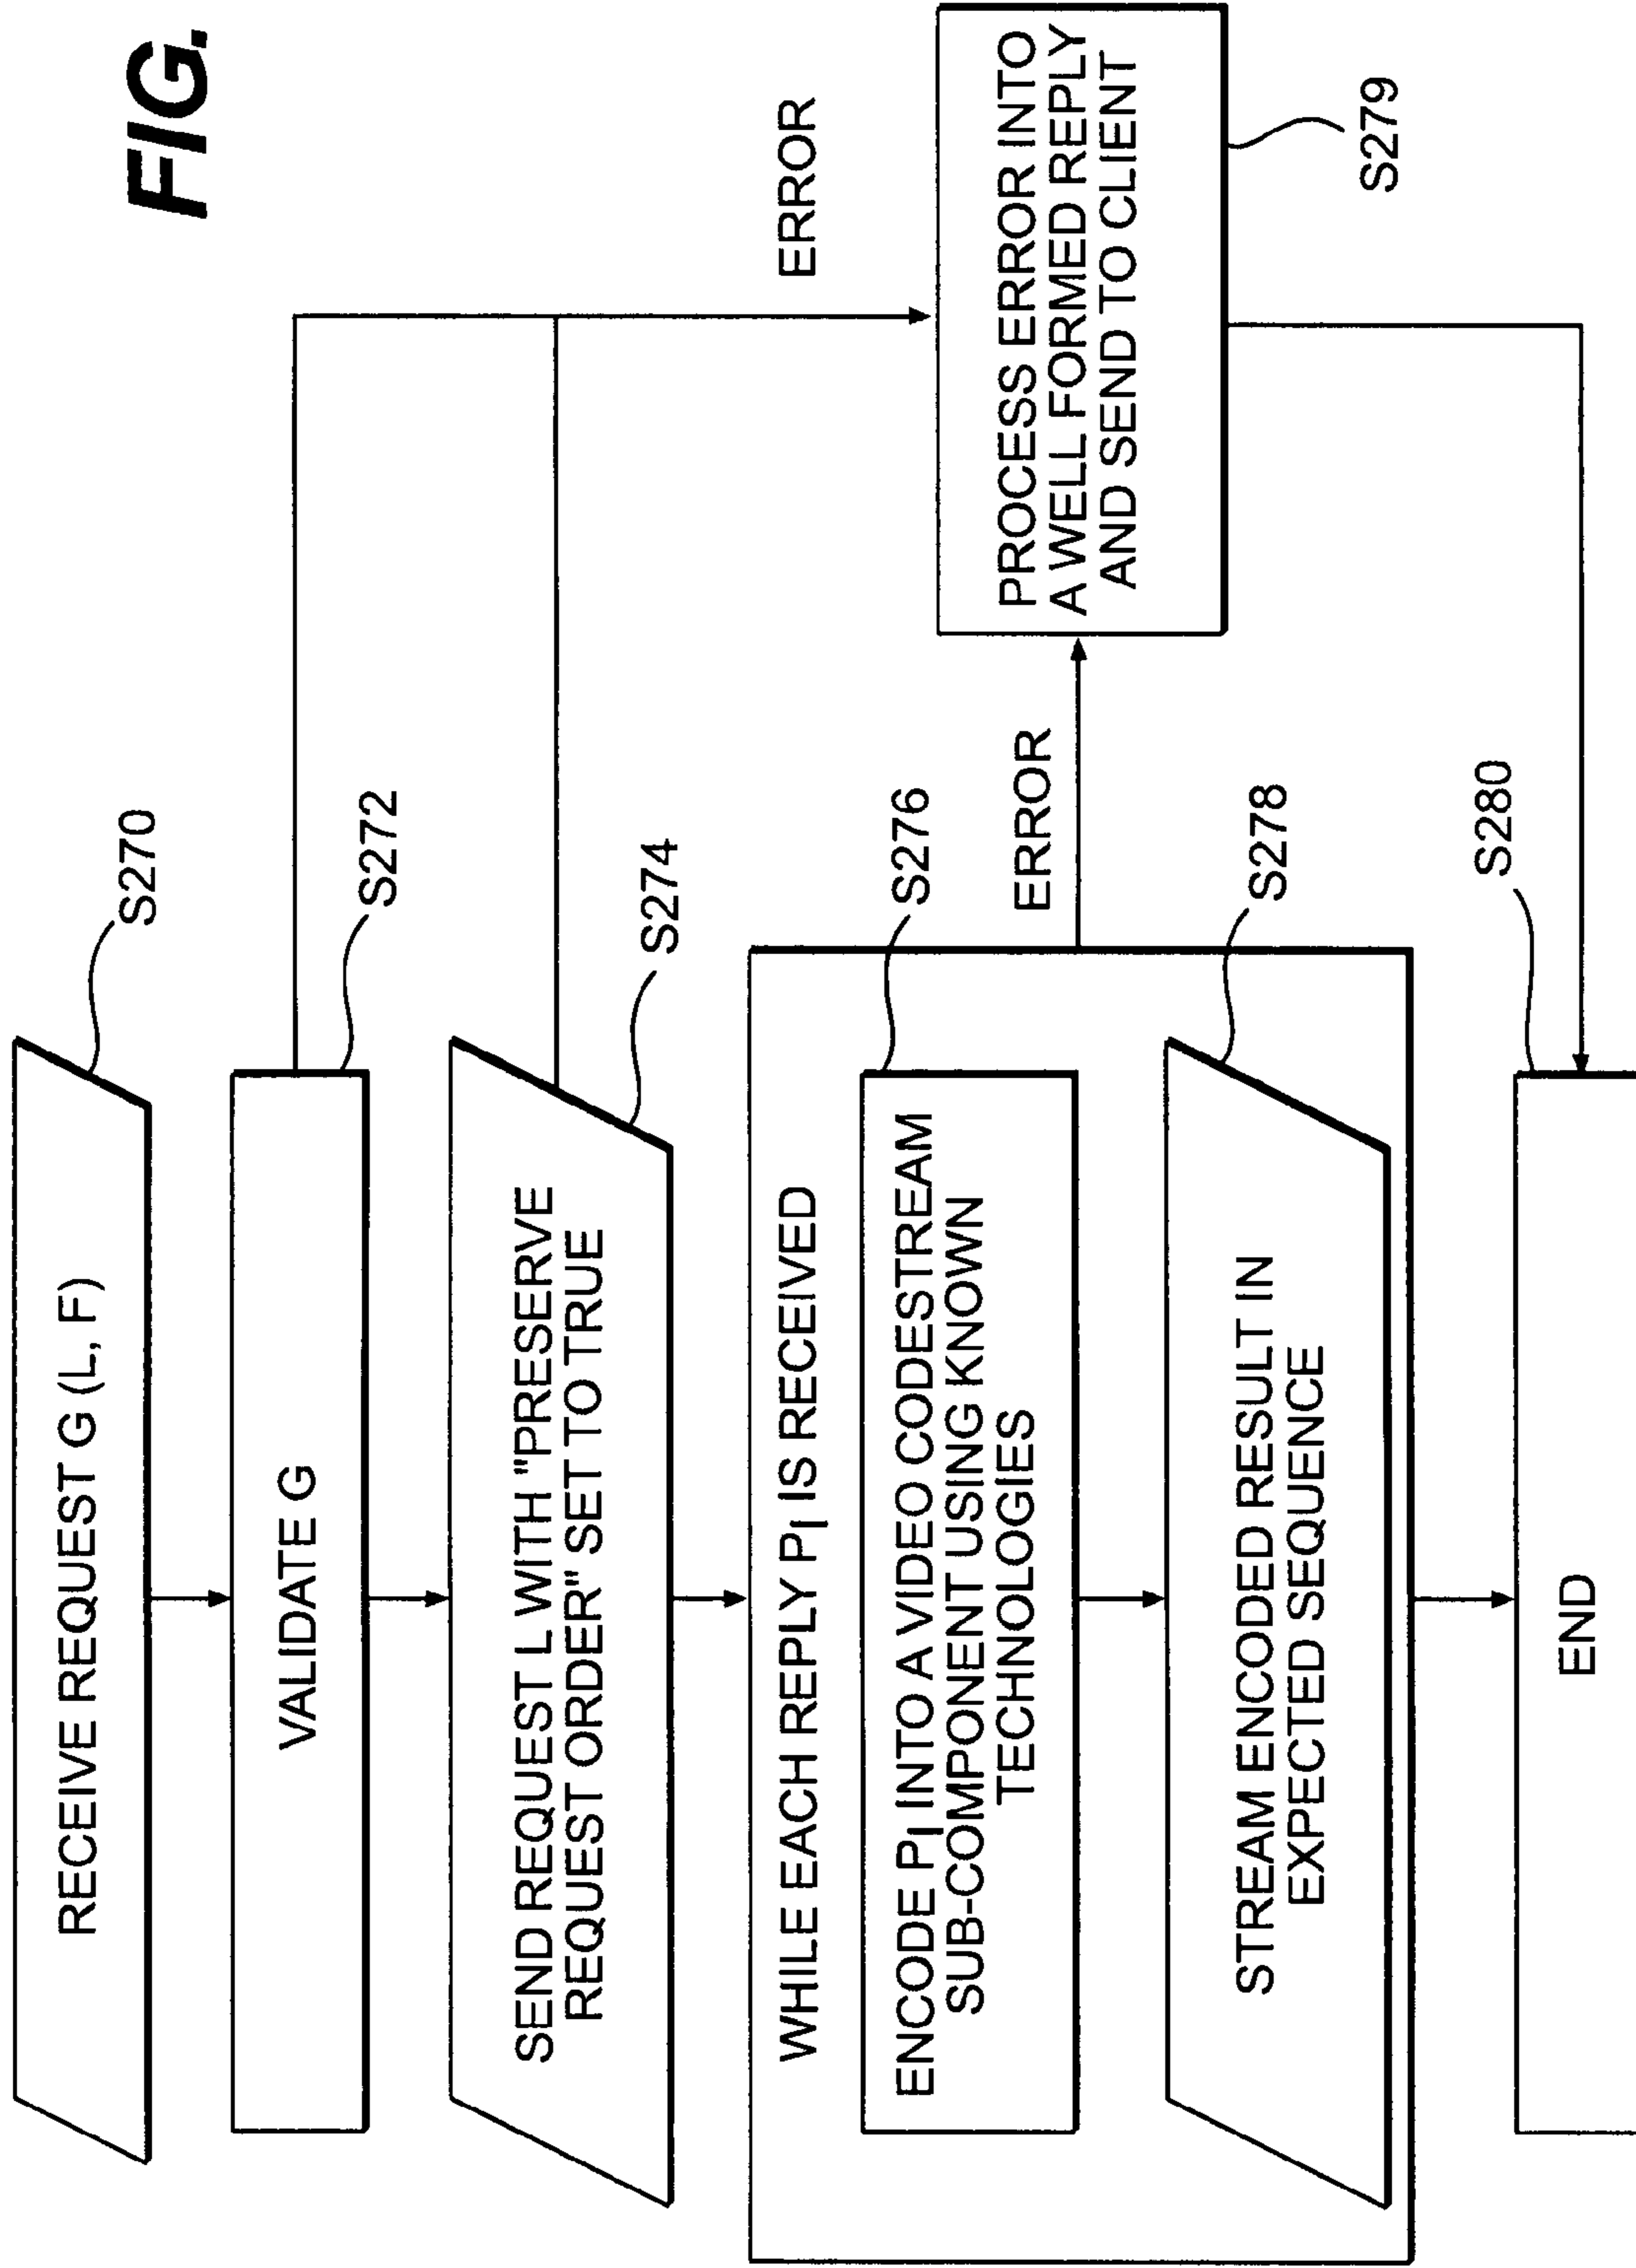 FIG.
RECEIVE REQUEST G (L, F)
S270
VALIDATE G
S272
SEND REQUEST L WITH "PRESERVE
REQUEST ORDER" SET TO TRUE
S274
ERROR
WHILE EACH REPLY PI IS RECEIVED
ENCODE PI INTO A VIDEO CODESTREAM
SUB-COMPONENT USING KNOWN
TECHNOLOGIES
S276
ERROR
PROCESS ERROR INTO
A WELL FORMED REPLY
AND SEND TO CLIENT
S279
STREAM ENCODED RESULT IN
EXPECTED SEQUENCE
S278
END
S280